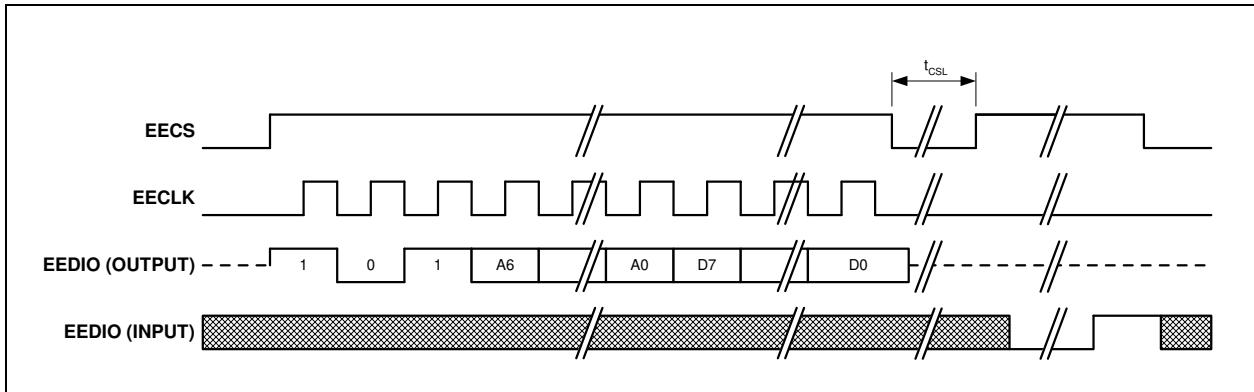 tCSL
EECS
EECLK
EEDIO (OUTPUT)
1 0 1 A6 A0 D7 D0
EEDIO (INPUT)